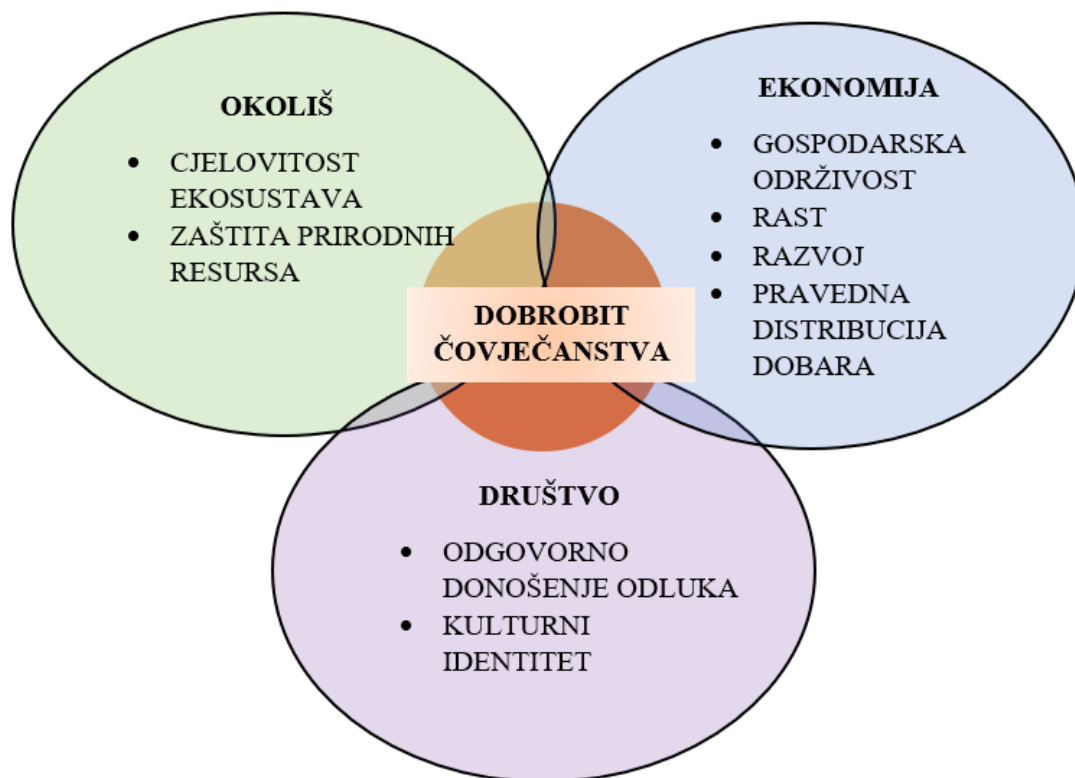 OKOLIŠ
• CJELOVITOST
EKOSUSTAVA
• ZAŠTITA PRIRODNIH
RESURSA
EKONOMIJA
• GOSPODARSKA
ODRŽIVOST
• RAST
• RAZVOJ
• PRAVEDNA
DISTRIBUCIJA
DOBARA
DOBROBIT
ČOVJEČANSTVA
DRUŠTVO
• ODGOVORNO
DONOŠENJE ODLUKA
• KULTURNI
IDENTITET